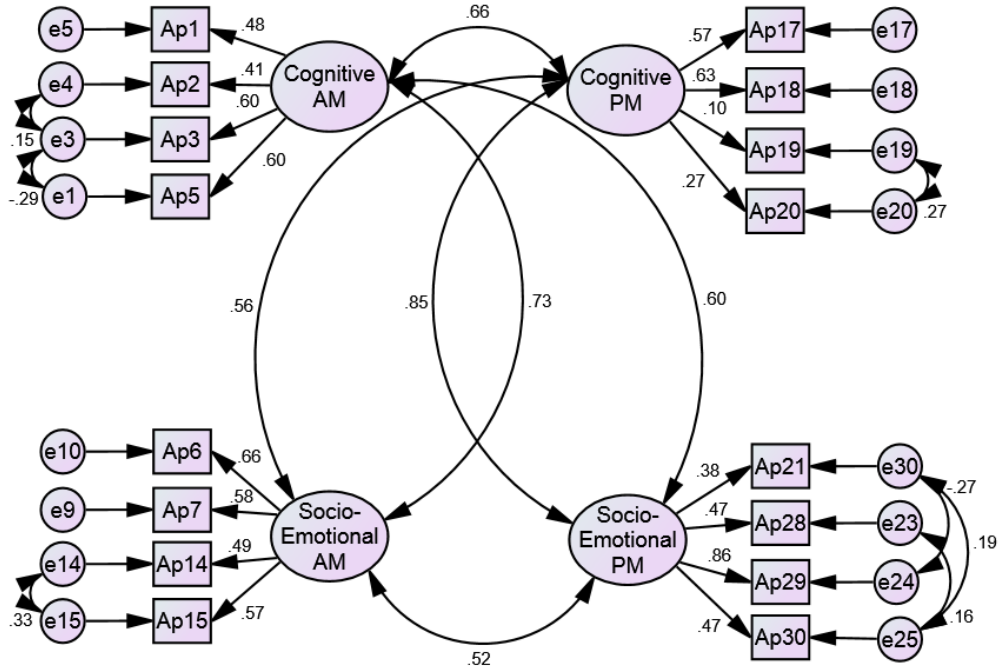 e5
Ap1
.48
e4
Ap2
.41
e3
Ap3
.60
e1
Ap5
.60
.15
-.29
Cognitive
AM
.66
Cognitive
PM
.57
Ap17
e17
.63
Ap18
e18
.10
Ap19
e19
.27
Ap20
e20
.27
.56
.85
.73
.60
e10
Ap6
.66
e9
Ap7
.58
e14
Ap14
.49
e15
Ap15
.57
.33
Socio-
Emotional
AM
.52
Socio-
Emotional
PM
.38
Ap21
e30
.47
Ap28
e23
.86
Ap29
e24
.47
Ap30
e25
-.27
.19
.16